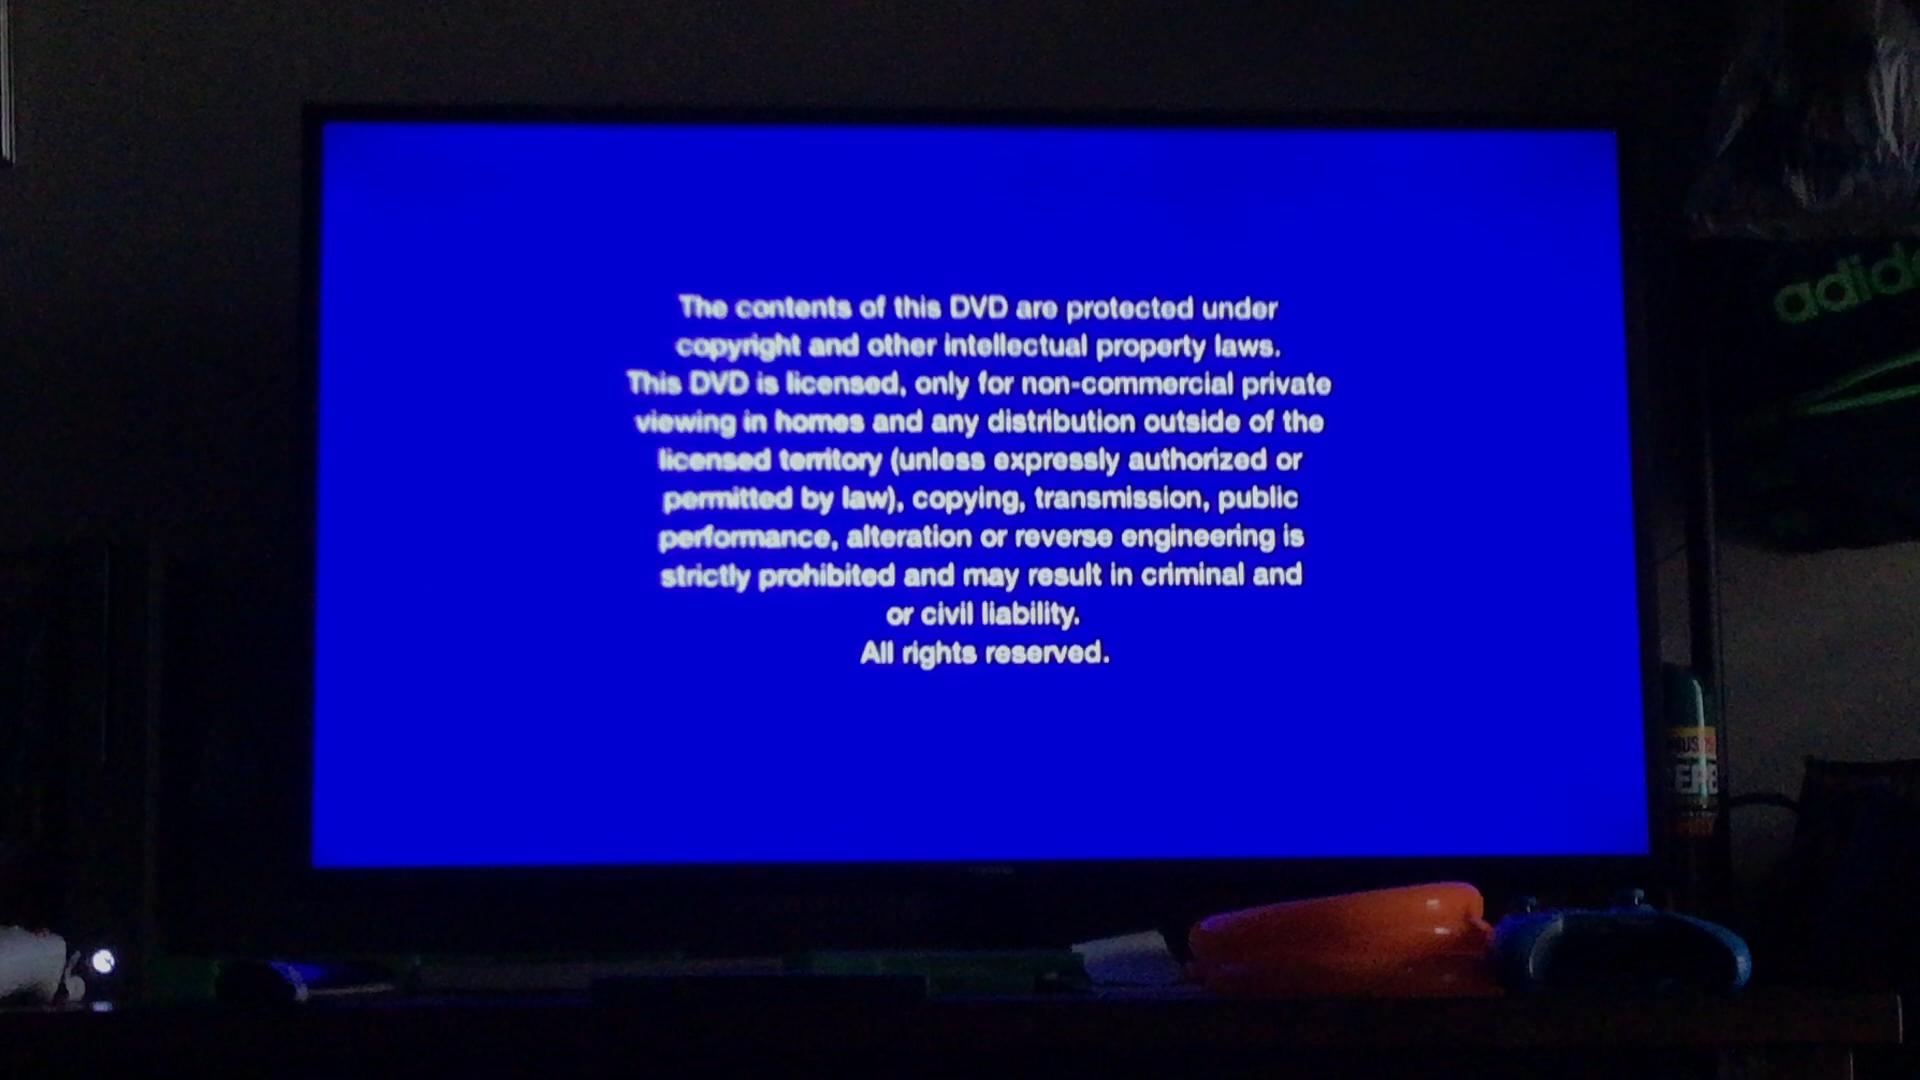 The contents of this DVD are protected under
copyright and other intellectual property laws.
This DVD is licensed, only for non-commercial private
viewing in homes and any distribution outside of the
licensed territory (unless expressly authorized or
permitted by law), copying, transmission, public
performance, alteration or reverse engineering is
strictly prohibited and may result in criminal and
or civil liability.
All rights reserved.
adida